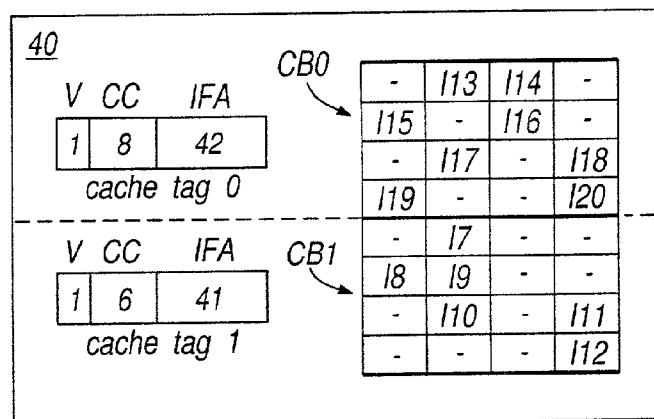 40
V CC IFA
1 8 42
cache tag 0
CB0
- I13 I14 -
I15 - I16 -
- I17 - I18
I19 - - I20
V CC IFA
1 6 41
cache tag 1
CB1
- I7 - -
I8 I9 - -
- I10 - I11
- - - I12